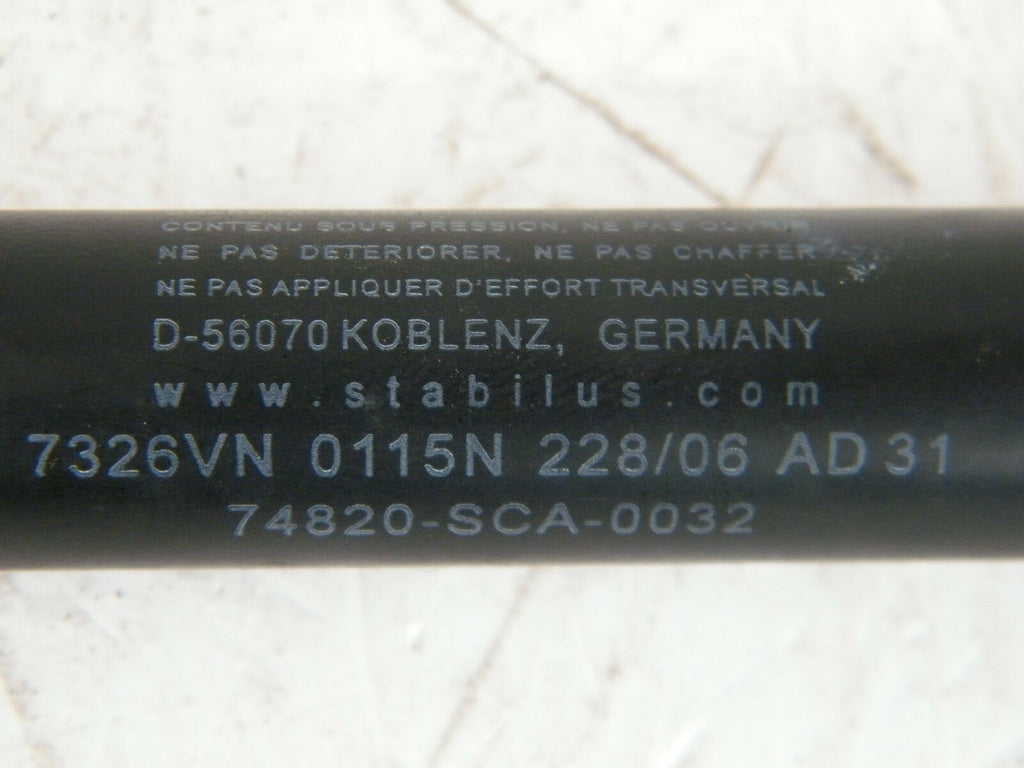 CONTENU SOUS PRESSION, NE PAS OUVRIR
NE PAS DETERIORER, NE PAS CHAFFER
NE PAS APPLIQUER D'EFFORT TRANSVERSAL
D-56070 KOBLENZ, GERMANY
www.stabilus.com
7326VN 0115N 228/06 AD 31
74820-SCA-0032